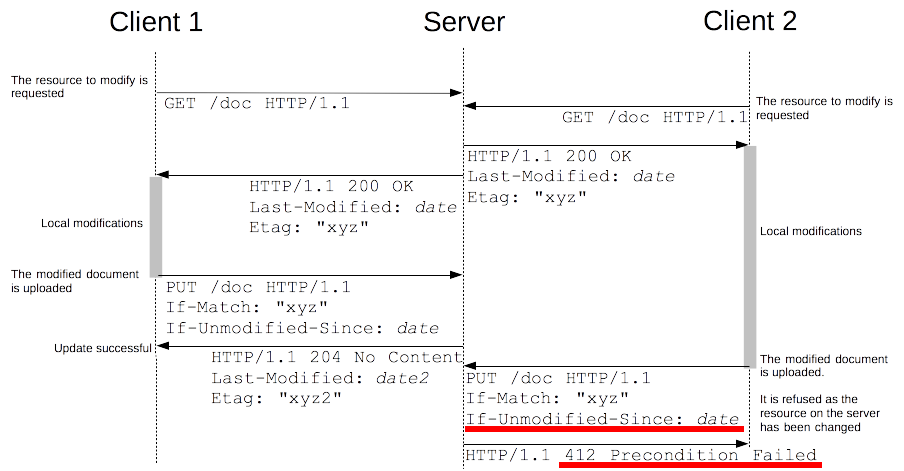 Client 1
Server
Client 2
The resource to modify is
requested
GET /doc HTTP/1.1
The resource to modify is
requested
GET /doc HTTP/1.1
HTTP/1.1 200 OK
Last-Modified: date
Etag: "xyz"
HTTP/1.1 200 OK
Last-Modified: date
Etag: "xyz"
Local modifications
Local modifications
The modified document
is uploaded
PUT /doc HTTP/1.1
If-Match: "xyz"
If-Unmodified-Since: date
Update successful
HTTP/1.1 204 No Content
Last-Modified: date2
Etag: "xyz2"
The modified document
is uploaded.
PUT /doc HTTP/1.1
If-Match: "xyz"
If-Unmodified-Since: date
It is refused as the
resource on the server
has been changed
HTTP/1.1 412 Precondition Failed